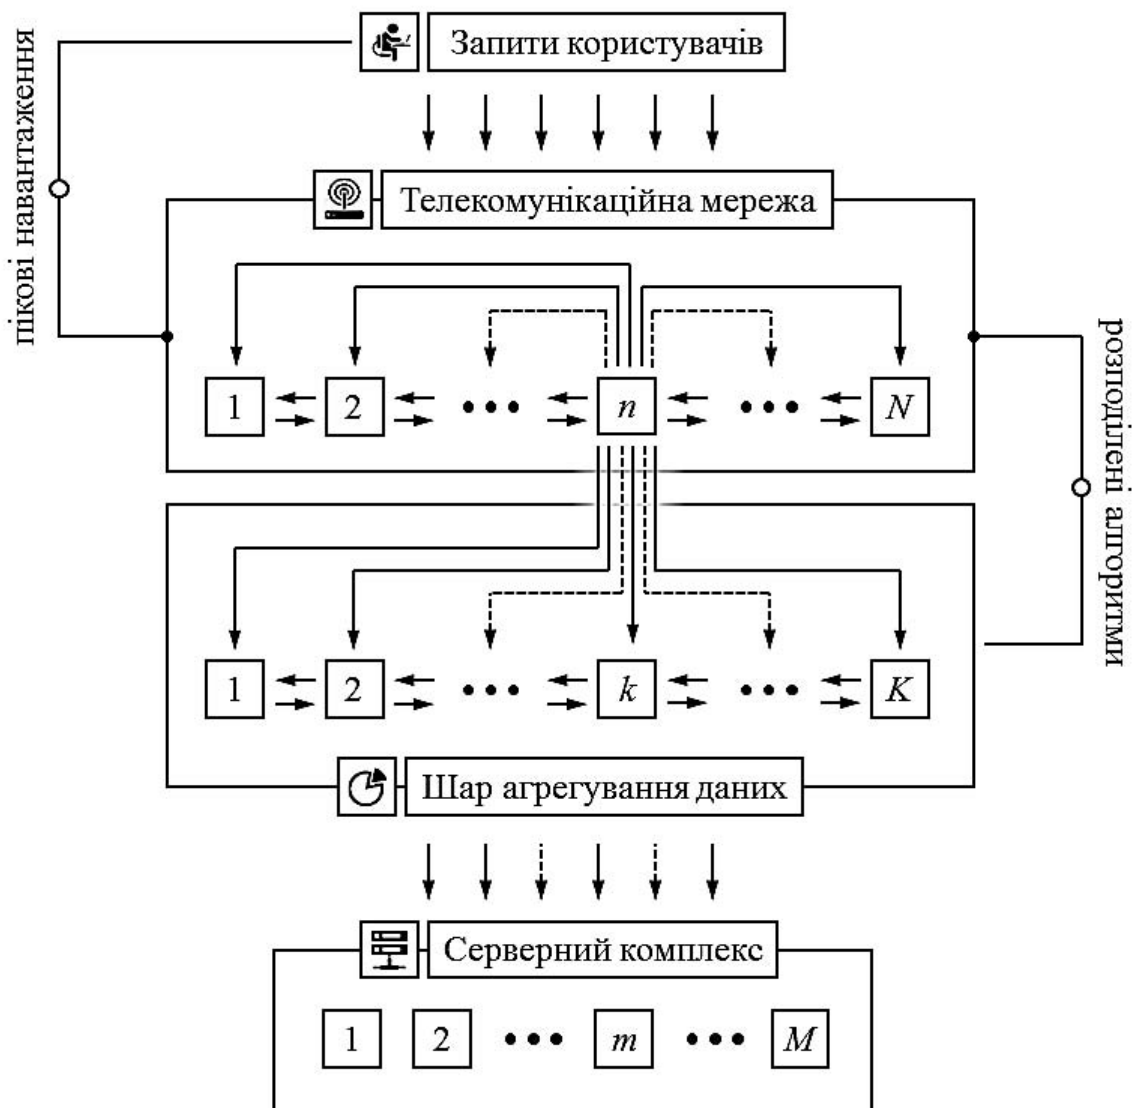 Запити користувачів
пікові навантаження
Телекомунікаційна мережа
1 2 ••• n ••• N
розподілені алгоритми
1 2 ••• k ••• K
Шар агрегування даних
Серверний комплекс
1 2 ••• m ••• M